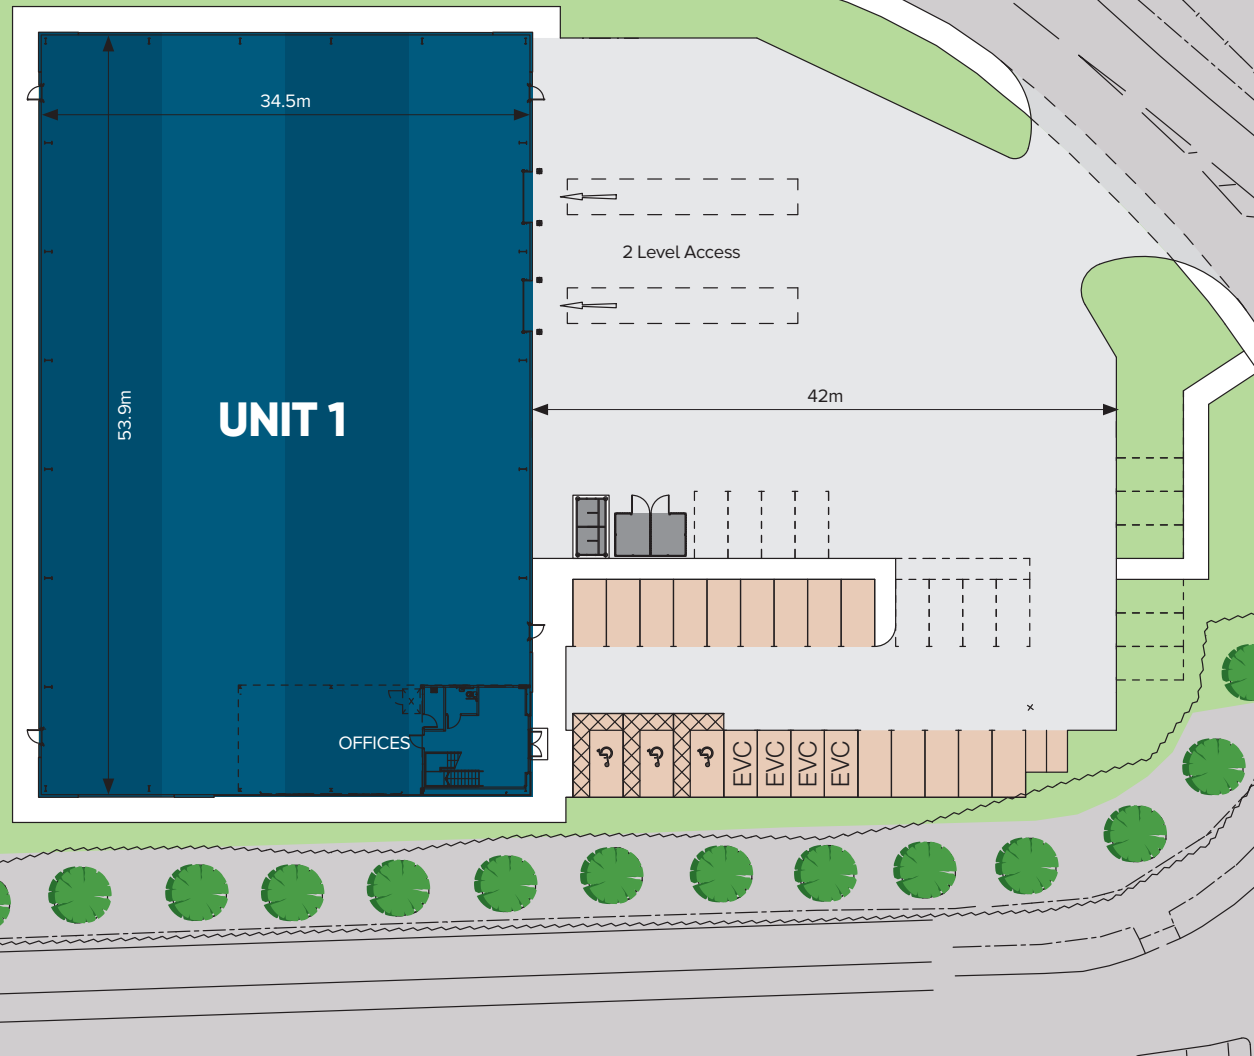 34.5m
2 Level Access
53.9m
UNIT 1
42m
OFFICES
EVC
EVC
EVC
EVC